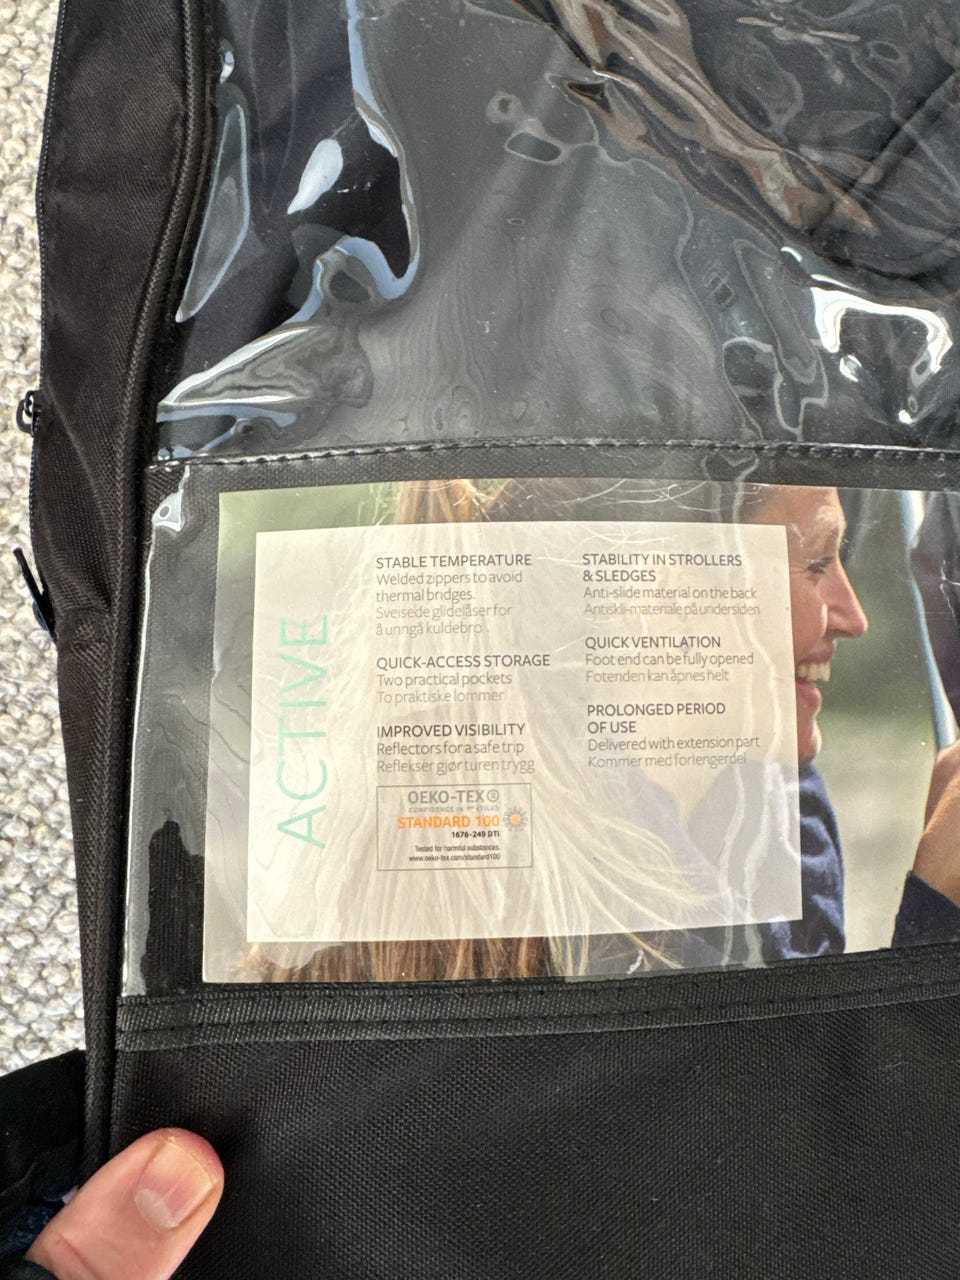 ACTIVE
STABLE TEMPERATURE
Welded zippers to avoid
thermal bridges.
Sveisede glidelåser for
å unngå kuldebro
QUICK-ACCESS STORAGE
Two practical pockets
To praktiske lommer
IMPROVED VISIBILITY
Reflectors for a safe trip
Reflekser gjør turen trygg
OEKO-TEX®
CONFIDENCE IN TEXTILES
STANDARD 100
1676-249 DTI
Tested for harmful substances.
www.oeko-tex.com/standard100
STABILITY IN STROLLERS
& SLEDGES
Anti-slide material on the back
Antiskli-materiale på undersiden
QUICK VENTILATION
Foot end can be fully opened
Fotenden kan åpnes helt
PROLONGED PERIOD
OF USE
Delivered with extension part
Kommer med forlengerdel